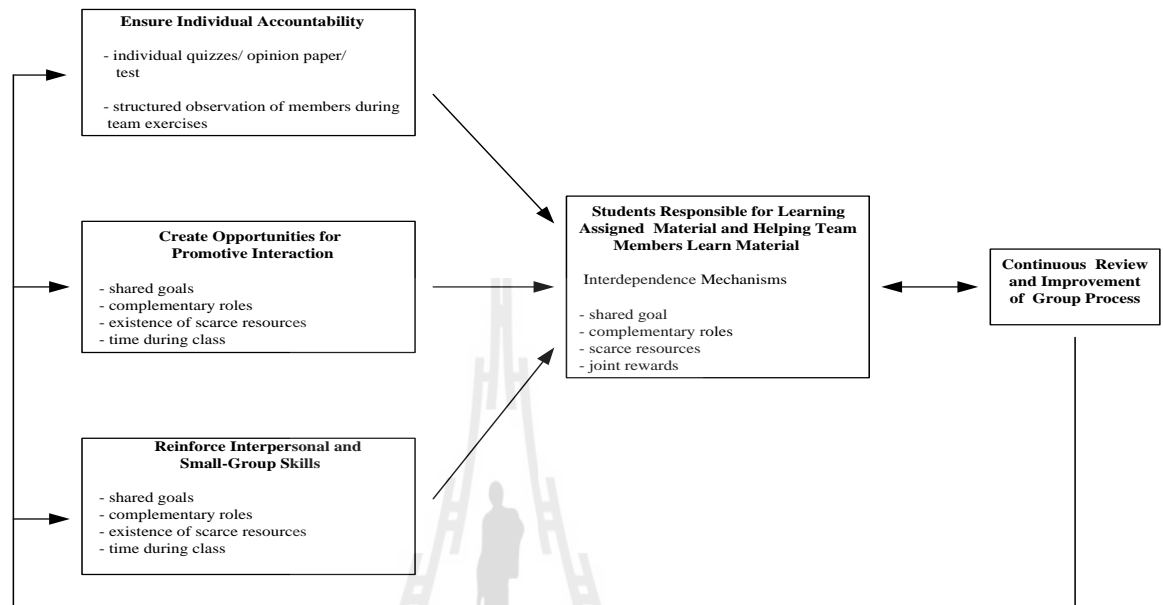 Ensure Individual Accountability
- individual quizzes/ opinion paper/
test
- structured observation of members during
team exercises
Create Opportunities for
Promotive Interaction
- shared goals
- complementary roles
- existence of scarce resources
- time during class
Reinforce Interpersonal and
Small-Group Skills
- shared goals
- complementary roles
- existence of scarce resources
- time during class
Students Responsible for Learning
Assigned Material and Helping Team
Members Learn Material
Interdependence Mechanisms
- shared goal
- complementary roles
- scarce resources
- joint rewards
Continuous Review
and Improvement
of Group Process